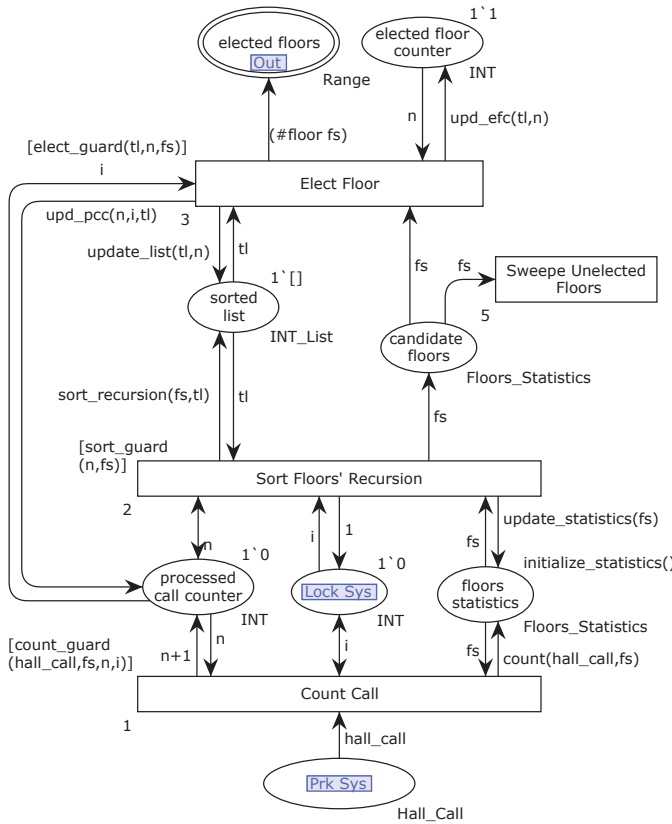 1`1
elected floors
Out
elected floor
counter
Range
INT
n
upd_efc(tl,n)
(#floor fs)
[elect_guard(tl,n,fs)]
i
Elect Floor
upd_pcc(n,i,tl)
3
update_list(tl,n)
tl
1`[]
fs
fs
Sweepe Unelected
Floors
sorted
list
5
INT_List
candidate
floors
Floors_Statistics
sort_recursion(fs,tl)
tl
fs
[sort_guard
(n,fs)]
Sort Floors' Recursion
2
n
i
1
fs
update_statistics(fs)
1`0
1`0
initialize_statistics()
processed
call counter
Lock Sys
floors
statistics
INT
INT
Floors_Statistics
[count_guard
(hall_call,fs,n,i)]
n+1
n
i
fs
count(hall_call,fs)
Count Call
1
hall_call
Prk Sys
Hall_Call